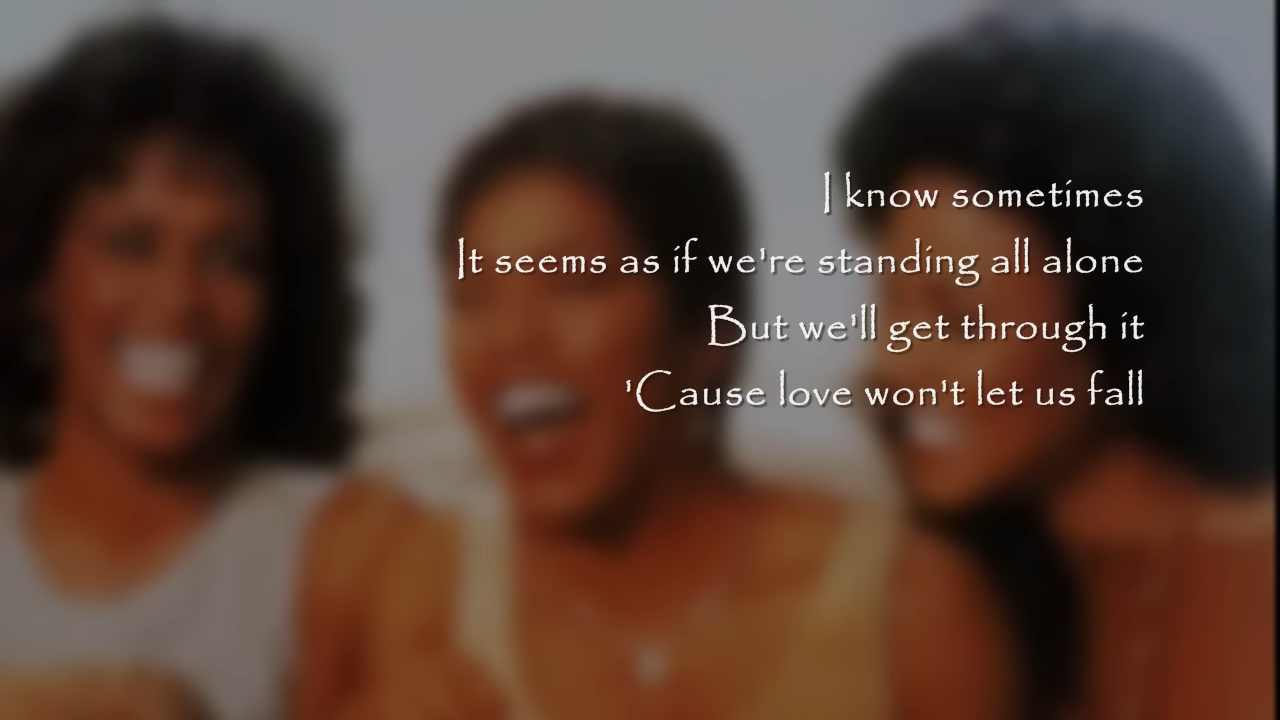 I know sometimes
It seems as if we're standing all alone
But we'll get through it
'Cause love won't let us fall